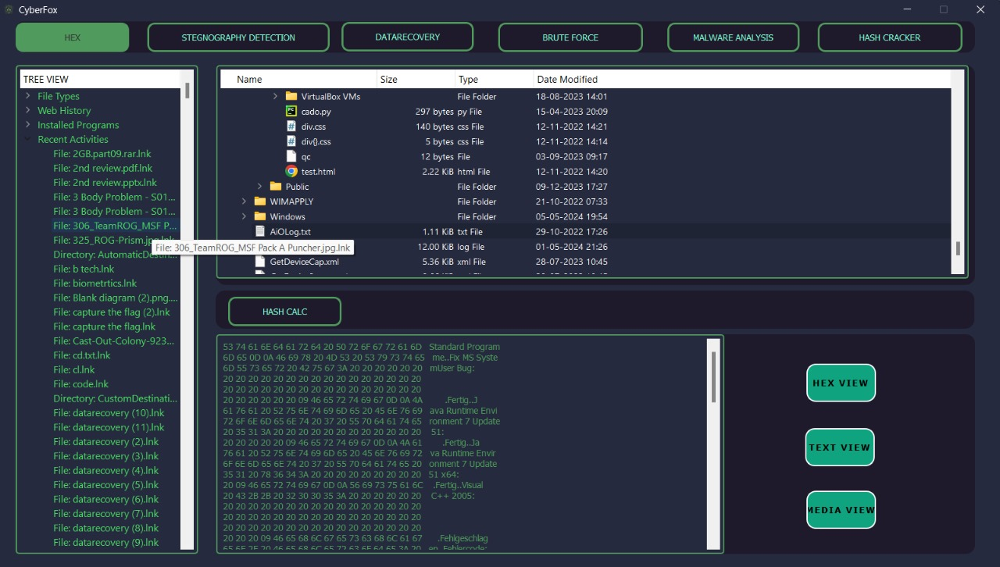 CyberFox
HEX
STEGNOGRAPHY DETECTION
DATARECOVERY
BRUTE FORCE
MALWARE ANALYSIS
HASH CRACKER
TREE VIEW
File Types
Web History
Installed Programs
Recent Activities
File: 2GB.part09.rar.lnk
File: 2nd review.pdf.lnk
File: 2nd review.pptx.lnk
File: 3 Body Problem - S01...
File: 3 Body Problem - S01...
File: 306_TeamROG_MSF P...
File: 325_ROG-Prism.jpg.lnk
File: 306_TeamROG_MSF Pack A Puncher.jpg.lnk
Directory: AutomaticDestin...
File: b tech.lnk
File: biometrtics.lnk
File: Blank diagram (2).png....
File: capture the flag (2).lnk
File: capture the flag.lnk
File: Cast-Out-Colony-923...
File: cd.txt.lnk
File: cl.lnk
File: code.lnk
Directory: CustomDestinati...
File: datarecovery (10).lnk
File: datarecovery (11).lnk
File: datarecovery (2).lnk
File: datarecovery (3).lnk
File: datarecovery (4).lnk
File: datarecovery (5).lnk
File: datarecovery (6).lnk
File: datarecovery (7).lnk
File: datarecovery (8).lnk
File: datarecovery (9).lnk
Name Size Type Date Modified
VirtualBox VMs File Folder 18-08-2023 14:01
cado.py 297 bytes py File 15-04-2023 20:09
div.css 140 bytes css File 12-11-2022 14:21
div{}.css 5 bytes css File 12-11-2022 14:14
qc 12 bytes File 03-09-2023 09:17
test.html 2.22 KiB html File 12-11-2022 14:20
Public File Folder 09-12-2023 17:27
WIMAPPLY File Folder 21-10-2022 07:33
Windows File Folder 05-05-2024 19:54
AiOLog.txt 1.11 KiB txt File 29-10-2022 17:26
12.00 KiB log File 01-05-2024 21:26
GetDeviceCap.xml 5.36 KiB xml File 28-07-2023 10:45
HASH CALC
53 74 61 6E 64 61 72 64 20 50 72 6F 67 72 61 6D Standard Program
6D 65 0D 0A 46 69 78 20 4D 53 20 53 79 73 74 65 me..Fix MS Syste
6D 55 73 65 72 20 42 75 67 3A 20 20 20 20 20 20 mUser Bug:
20 20 20 20 20 20 20 20 20 20 20 20 20 20 20 20
20 20 20 20 20 20 20 20 20 20 20 20 20 20 20 20
20 20 20 20 20 20 09 46 65 72 74 69 67 0D 0A 4A .Fertig..J
61 76 61 20 52 75 6E 74 69 6D 65 20 45 6E 76 69 ava Runtime Envi
72 6F 6E 6D 65 6E 74 20 37 20 55 70 64 61 74 65 ronment 7 Update
20 35 31 3A 20 20 20 20 20 20 20 20 20 20 20 20 51:
20 20 20 20 20 09 46 65 72 74 69 67 0D 0A 4A 61 .Fertig..Ja
76 61 20 52 75 6E 74 69 6D 65 20 45 6E 76 69 72 va Runtime Envir
6F 6E 6D 65 6E 74 20 37 20 55 70 64 61 74 65 20 onment 7 Update
35 31 20 78 36 34 3A 20 20 20 20 20 20 20 20 20 51 x64:
20 09 46 65 72 74 69 67 0D 0A 56 69 73 75 61 6C .Fertig..Visual
20 43 2B 2B 20 32 30 30 35 3A 20 20 20 20 20 20 C++ 2005:
20 20 20 20 20 20 20 20 20 20 20 20 20 20 20 20
20 20 20 20 20 20 20 20 20 20 20 20 20 20 20 20
20 20 20 20 20 20 20 20 20 20 20 20 20 20 20 20
20 20 20 09 46 65 68 6C 67 65 73 63 68 6C 61 67 .Fehlgeschlag
65 6E 2E 20 46 65 68 6C 65 72 63 6F 64 65 3A 20 en. Fehlercode:
HEX VIEW
TEXT VIEW
MEDIA VIEW